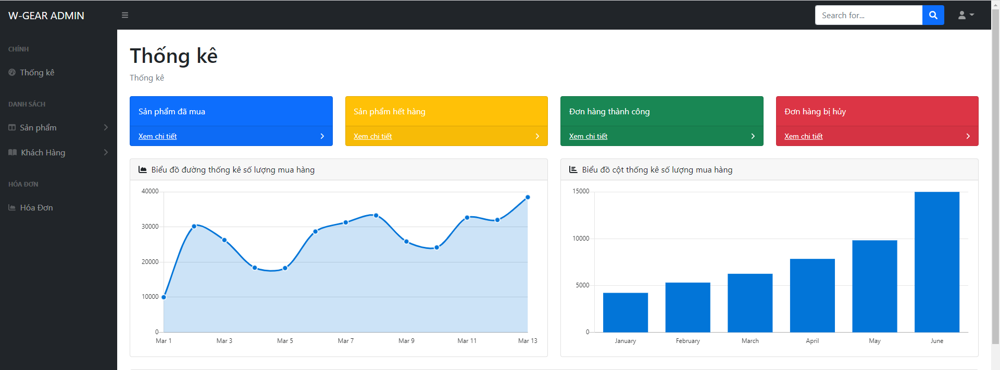 W-GEAR ADMIN
Search for...
CHÍNH
Thống kê
DANH SÁCH
Sản phẩm
Khách Hàng
HÓA ĐƠN
Hóa Đơn
Thống kê
Thống kê
Sản phẩm đã mua
Xem chi tiết
Sản phẩm hết hàng
Xem chi tiết
Đơn hàng thành công
Xem chi tiết
Đơn hàng bị hủy
Xem chi tiết
Biểu đồ đường thống kê số lượng mua hàng
40000
30000
20000
10000
0
Mar 1 Mar 3 Mar 5 Mar 7 Mar 9 Mar 11 Mar 13
Biểu đồ cột thống kê số lượng mua hàng
15000
10000
5000
0
January February March April May June